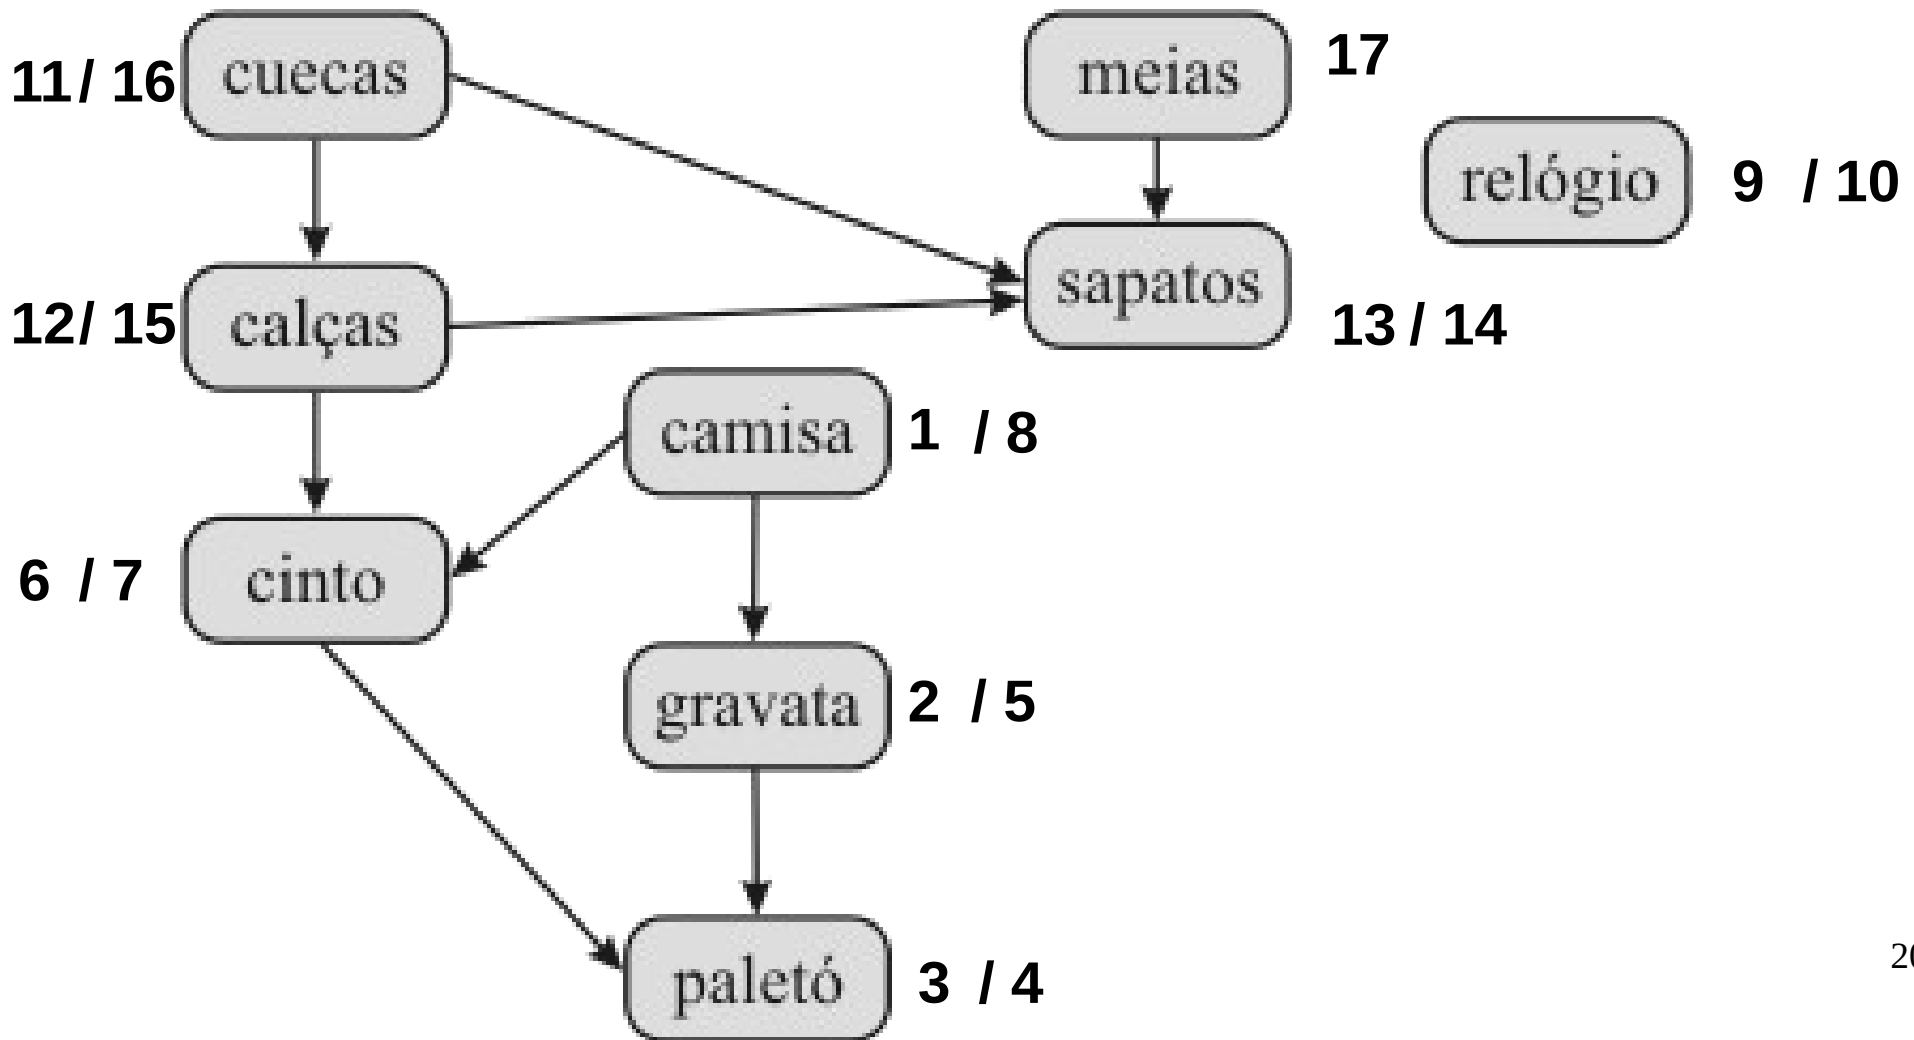 cuecas
11 / 16
meias
17
relógio
9 / 10
sapatos
13 / 14
calças
12 / 15
camisa
1 / 8
cinto
6 / 7
gravata
2 / 5
paletó
3 / 4